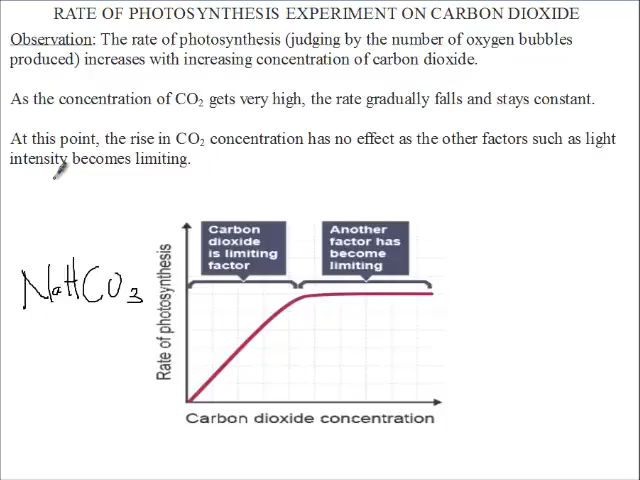 RATE OF PHOTOSYNTHESIS EXPERIMENT ON CARBON DIOXIDE
Observation: The rate of photosynthesis (judging by the number of oxygen bubbles
produced) increases with increasing concentration of carbon dioxide.
As the concentration of CO₂ gets very high, the rate gradually falls and stays constant.
At this point, the rise in CO₂ concentration has no effect as the other factors such as light
intensity becomes limiting.
NaHCO₃
Carbon
dioxide
is limiting
factor
Another
factor has
become
limiting
Rate of photosynthesis
Carbon dioxide concentration